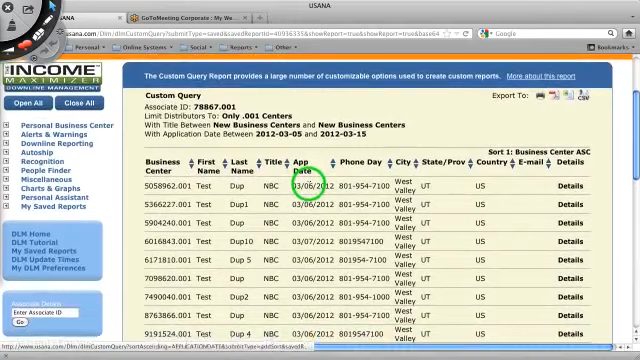 USANA
USANA
GoToMeeting Corporate : My We...
usana.com/Dlm/dlmCustomQuery?submitType=saved&savedReportId=40936335&showReport=true&showReport=true&base64
Google
Personal
Online Systems
Social
Travel
Other
Other Bookmarks
THE INCOME
MAXIMIZER
DOWNLINE MANAGEMENT
Open All
Close All
Personal Business Center
Alerts & Warnings
Downline Reporting
Autoship
Recognition
People Finder
Miscellaneous
Charts & Graphs
Personal Assistant
My Saved Reports
DLM Home
DLM Tutorial
My Saved Reports
DLM Update Times
My DLM Preferences
Associate Details
Enter Associate ID
Go
The Custom Query Report provides a large number of customizable options used to create custom reports. More about this report
Custom Query
Export To:
CSV
Associate ID: 78867.001
Limit Distributors To: Only .001 Centers
With Title Between New Business Centers and New Business Centers
With Application Date Between 2012-03-05 and 2012-03-15
Sort 1: Business Center ASC
Business Center First Name Last Name Title App Date Phone Day City State/Prov Country E-mail Details
5058962.001 Test Dup NBC 03/06/2012 801-954-7100 West Valley UT US Details
5366227.001 Test Dup1 NBC 03/06/2012 801-954-7100 West Valley UT US Details
5904240.001 Test Dup NBC 03/06/2012 801-954-7100 West Valley UT US Details
6016843.001 Test Dup10 NBC 03/07/2012 8019547100 West Valley UT US Details
6171810.001 Test Dup 5 NBC 03/06/2012 801-954-7100 West Valley UT US Details
7098620.001 Test Dup NBC 03/06/2012 801-954-7100 West Valley UT US Details
7490040.001 Test Dup2 NBC 03/06/2012 801-954-1000 West Valley UT US Details
8763866.001 Test Dup NBC 03/06/2012 801-954-7100 West Valley UT US Details
9191524.001 Test Dup 4 NBC 03/06/2012 801-954-7100 West Valley UT US Details